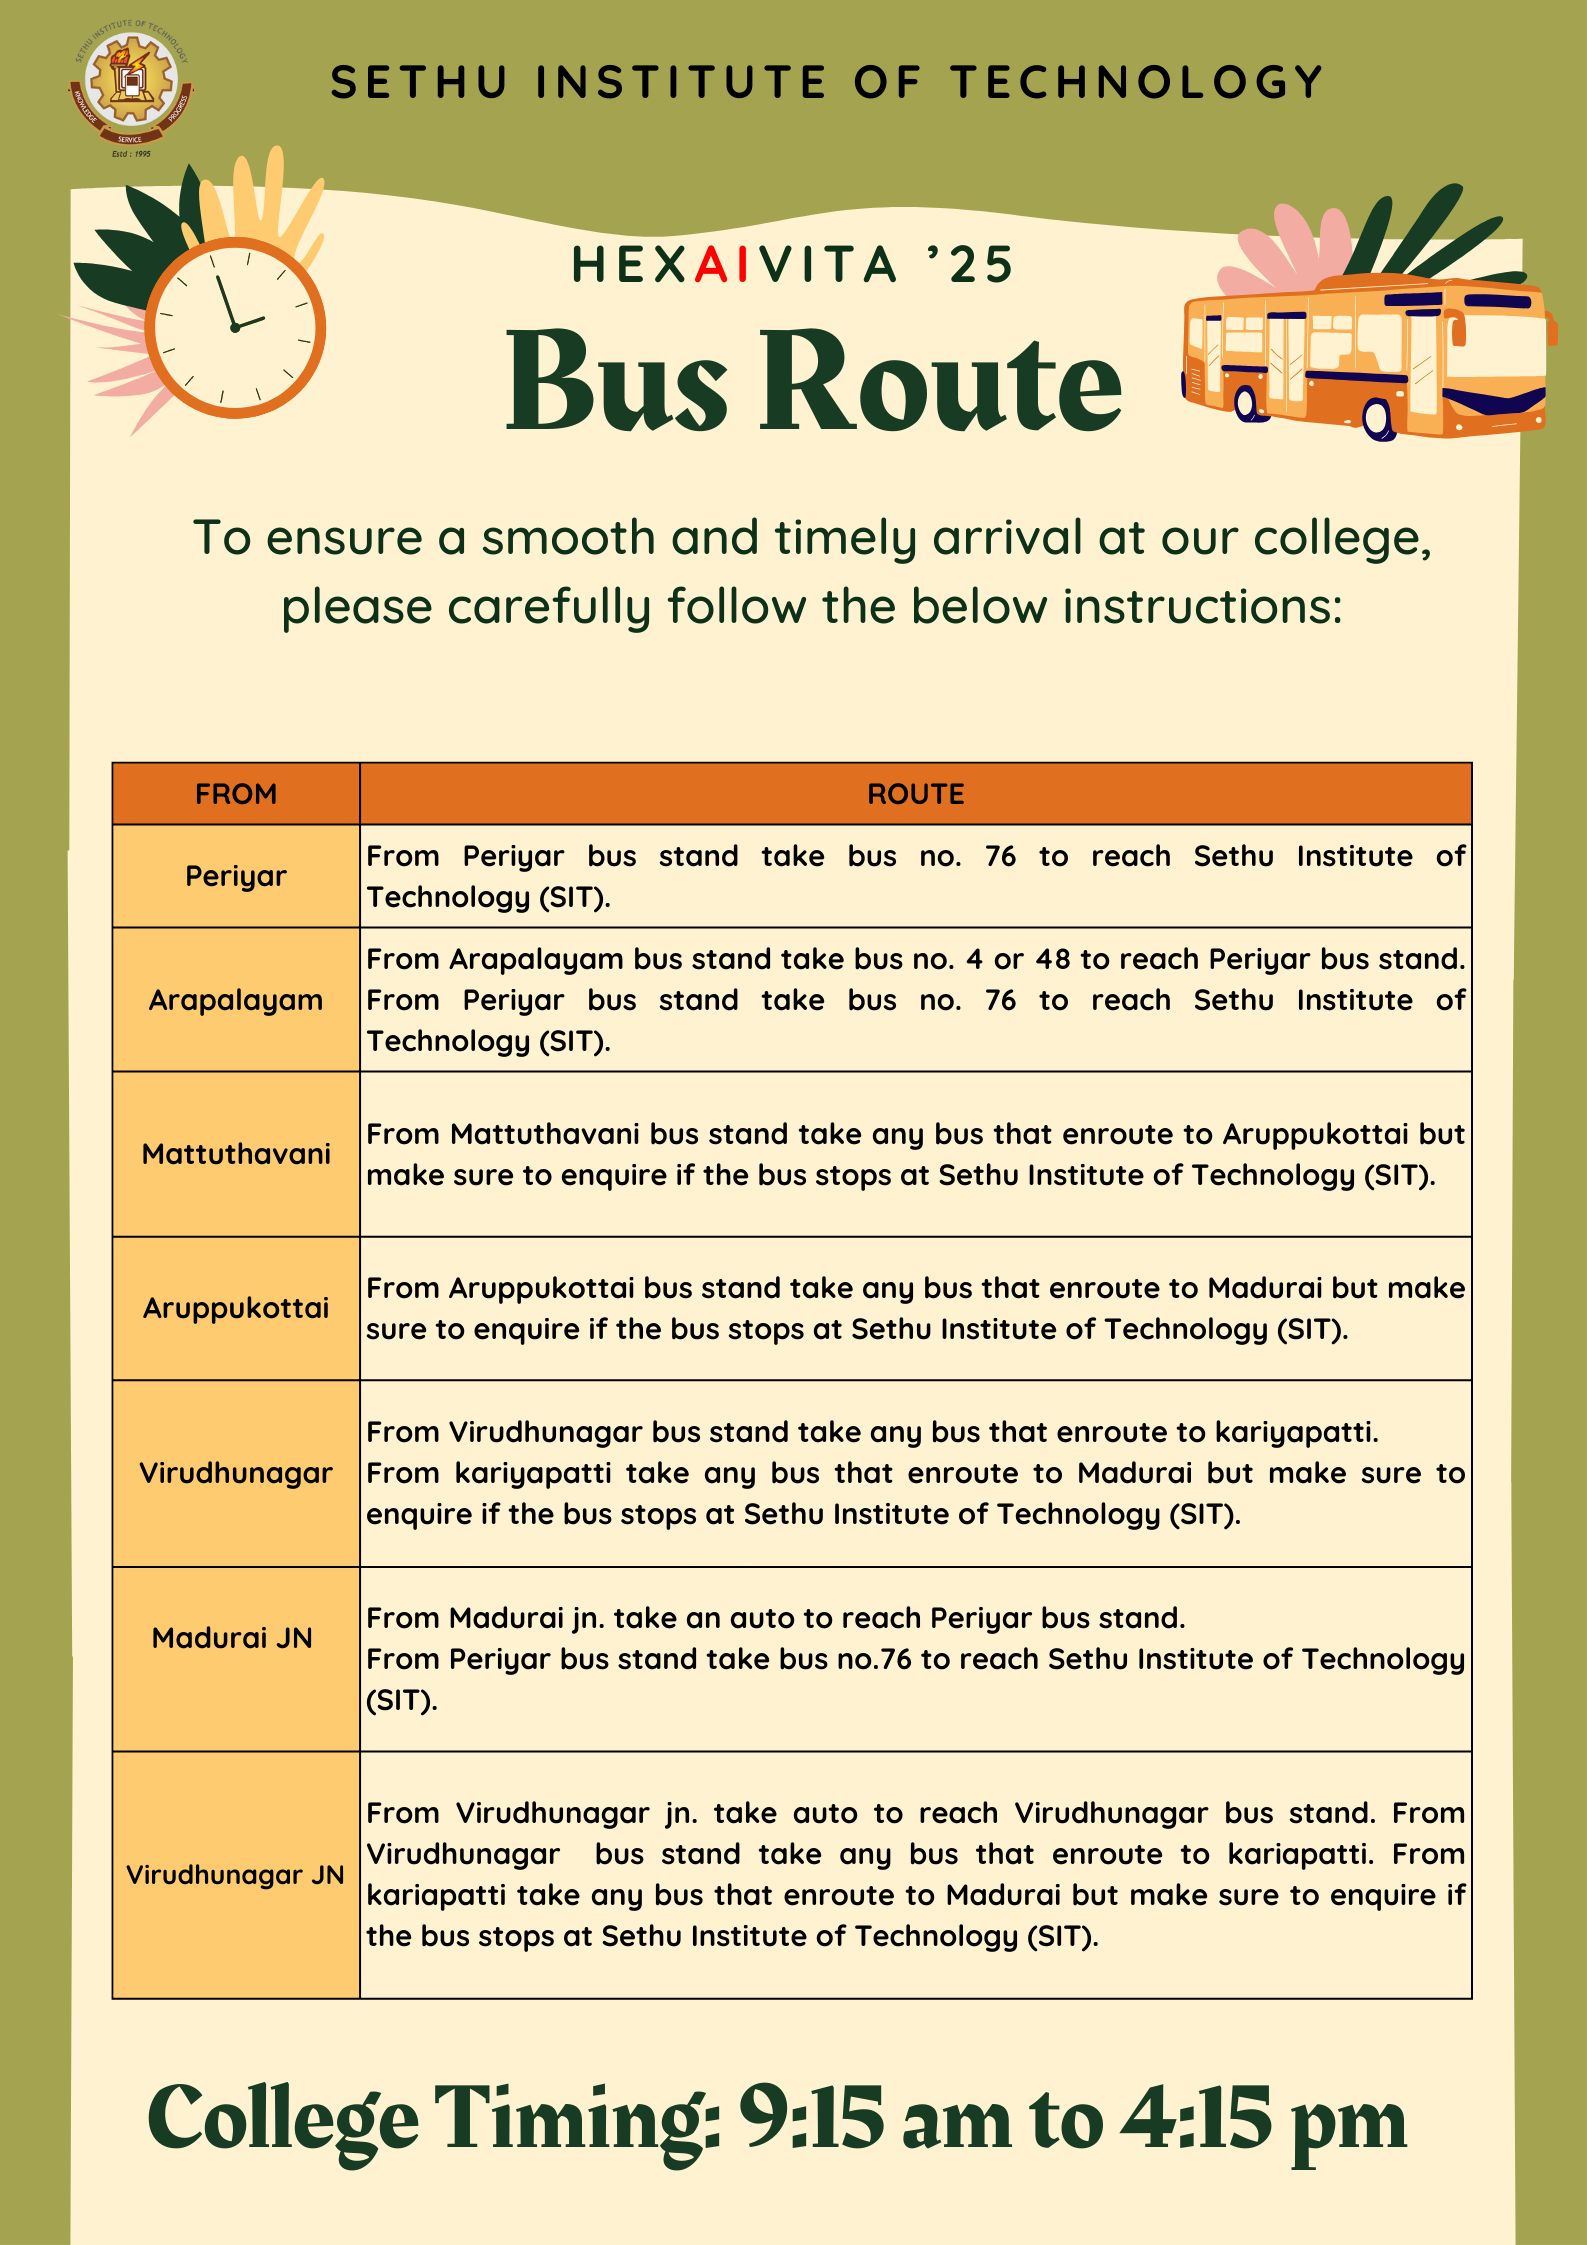 SETHU INSTITUTE OF TECHNOLOGY
KNOWLEDGE
SERVICE
PROGRESS
Estd : 1995
SETHU INSTITUTE OF TECHNOLOGY
HEXAIVITA ’25
Bus Route
To ensure a smooth and timely arrival at our college,
please carefully follow the below instructions:
FROM
ROUTE
Periyar
From Periyar bus stand take bus no. 76 to reach Sethu Institute of
Technology (SIT).
Arapalayam
From Arapalayam bus stand take bus no. 4 or 48 to reach Periyar bus stand.
From Periyar bus stand take bus no. 76 to reach Sethu Institute of
Technology (SIT).
Mattuthavani
From Mattuthavani bus stand take any bus that enroute to Aruppukottai but
make sure to enquire if the bus stops at Sethu Institute of Technology (SIT).
Aruppukottai
From Aruppukottai bus stand take any bus that enroute to Madurai but make
sure to enquire if the bus stops at Sethu Institute of Technology (SIT).
Virudhunagar
From Virudhunagar bus stand take any bus that enroute to kariyapatti.
From kariyapatti take any bus that enroute to Madurai but make sure to
enquire if the bus stops at Sethu Institute of Technology (SIT).
Madurai JN
From Madurai jn. take an auto to reach Periyar bus stand.
From Periyar bus stand take bus no.76 to reach Sethu Institute of Technology
(SIT).
Virudhunagar JN
From Virudhunagar jn. take auto to reach Virudhunagar bus stand. From
Virudhunagar bus stand take any bus that enroute to kariapatti. From
kariapatti take any bus that enroute to Madurai but make sure to enquire if
the bus stops at Sethu Institute of Technology (SIT).
College Timing: 9:15 am to 4:15 pm